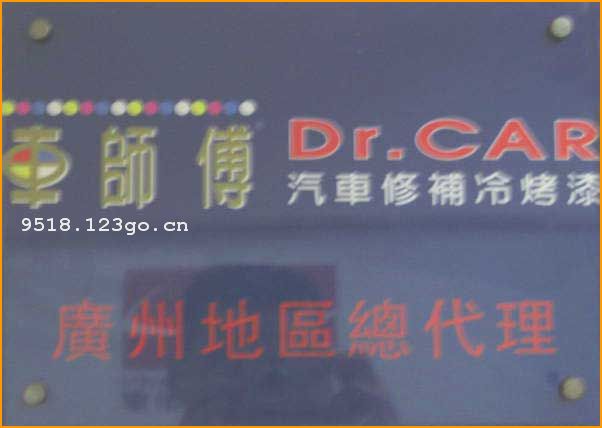 車師傅
Dr.CAR
汽車修補冷烤漆
9518.123go.cn
廣州地區總代理